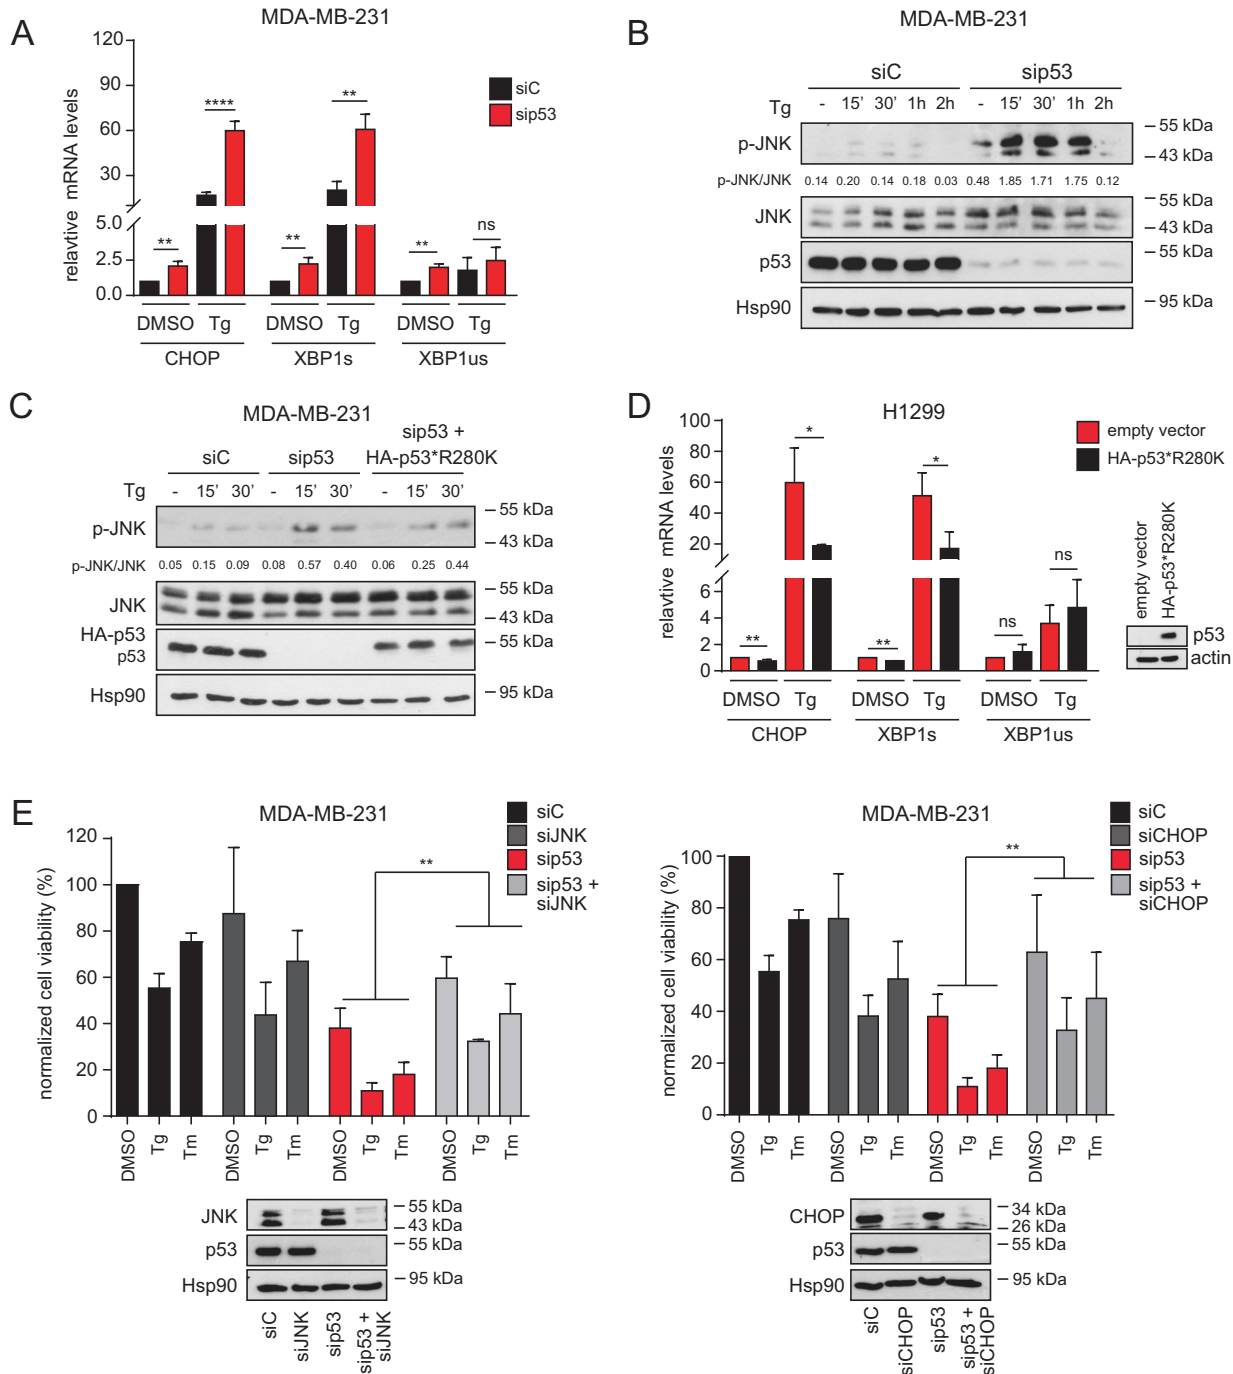 A
MDA-MB-231
relavtive mRNA levels
120
90
60
30
5.0
2.5
0.0
****
**
**
**
**
ns
siC
sip53
DMSO Tg DMSO Tg DMSO Tg
CHOP XBP1s XBP1us
B
MDA-MB-231
siC sip53
Tg - 15' 30' 1h 2h - 15' 30' 1h 2h
p-JNK
55 kDa
43 kDa
p-JNK/JNK 0.14 0.20 0.14 0.18 0.03 0.48 1.85 1.71 1.75 0.12
JNK
55 kDa
43 kDa
p53
55 kDa
Hsp90
95 kDa
C
MDA-MB-231
siC sip53 sip53 +
HA-p53*R280K
Tg - 15' 30' - 15' 30' - 15' 30'
p-JNK
55 kDa
43 kDa
p-JNK/JNK 0.05 0.15 0.09 0.08 0.57 0.40 0.06 0.25 0.44
JNK
55 kDa
43 kDa
HA-p53
p53
55 kDa
Hsp90
95 kDa
D
H1299
relavtive mRNA levels
100
80
60
40
20
6
4
2
0
**
*
**
*
ns
ns
empty vector
HA-p53*R280K
DMSO Tg DMSO Tg DMSO Tg
CHOP XBP1s XBP1us
empty vector
HA-p53*R280K
p53
actin
E
MDA-MB-231
normalized cell viability (%)
120
100
80
60
40
20
0
**
siC
siJNK
sip53
sip53 +
siJNK
DMSO Tg Tm DMSO Tg Tm DMSO Tg Tm DMSO Tg Tm
JNK
55 kDa
43 kDa
p53
55 kDa
Hsp90
95 kDa
siC
siJNK
sip53
sip53 +
siJNK
MDA-MB-231
normalized cell viability (%)
100
80
60
40
20
0
**
siC
siCHOP
sip53
sip53 +
siCHOP
DMSO Tg Tm DMSO Tg Tm DMSO Tg Tm DMSO Tg Tm
CHOP
34 kDa
26 kDa
p53
55 kDa
Hsp90
95 kDa
siC
siCHOP
sip53
sip53 +
siCHOP